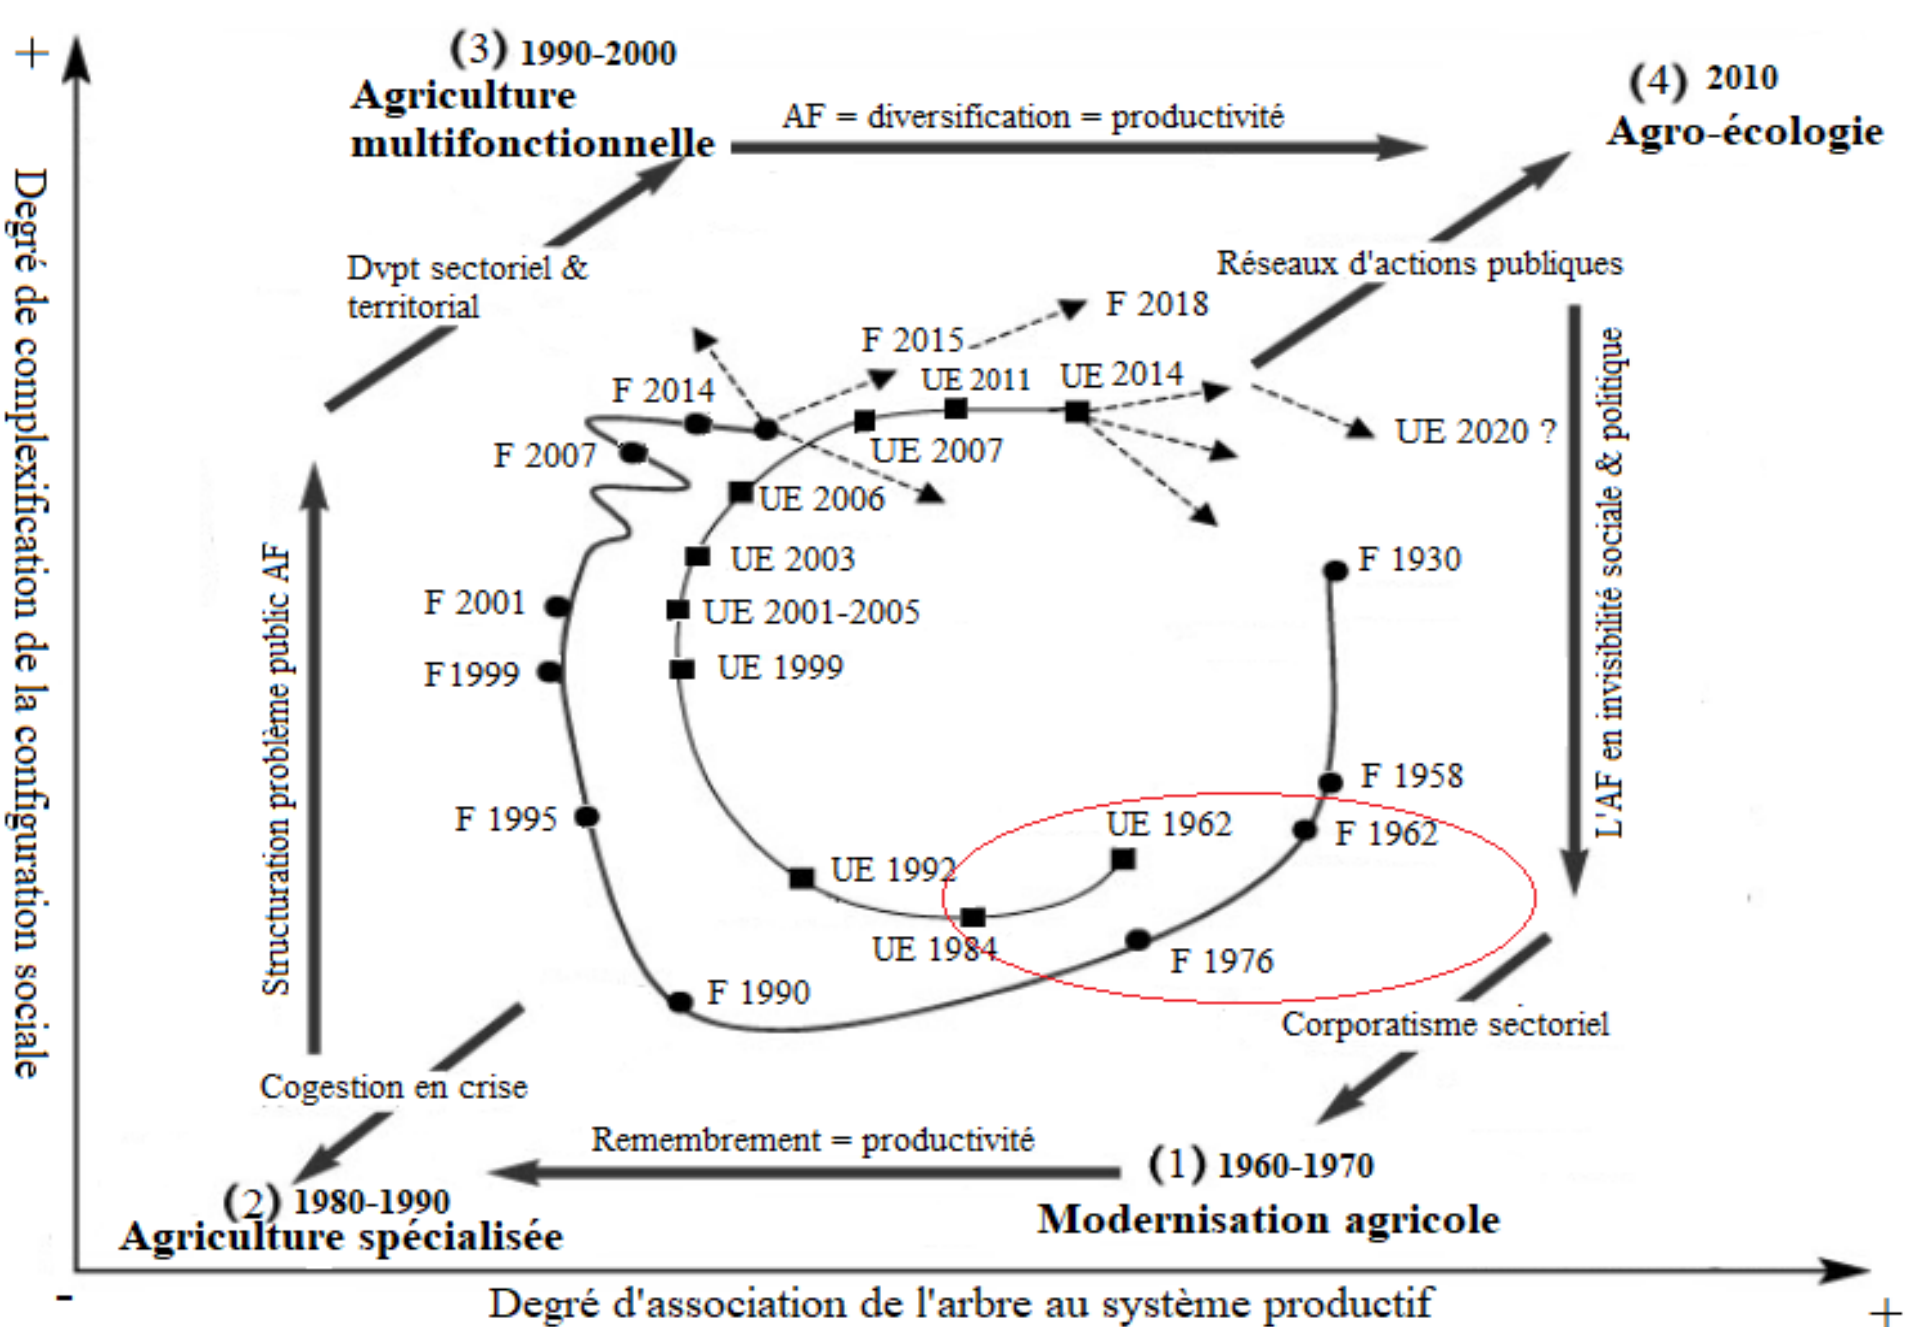 +
(3) 1990-2000
Agriculture
multifonctionnelle
AF = diversification = productivité
(4) 2010
Agro-écologie
Degré de complexification de la configuration sociale
Dvpt sectoriel &
territorial
Réseaux d'actions publiques
F 2018
F 2015
UE 2011
UE 2014
F 2014
UE 2020 ?
F 2007
UE 2007
UE 2006
L'AF en invisibilité sociale & politique
Structuration problème public AF
UE 2003
F 1930
F 2001
UE 2001-2005
F1999
UE 1999
F 1958
F 1995
UE 1962
F 1962
UE 1992
UE 1984
F 1976
F 1990
Corporatisme sectoriel
Cogestion en crise
Remembrement = productivité
(1) 1960-1970
Modernisation agricole
(2) 1980-1990
Agriculture spécialisée
-
Degré d'association de l'arbre au système productif
+